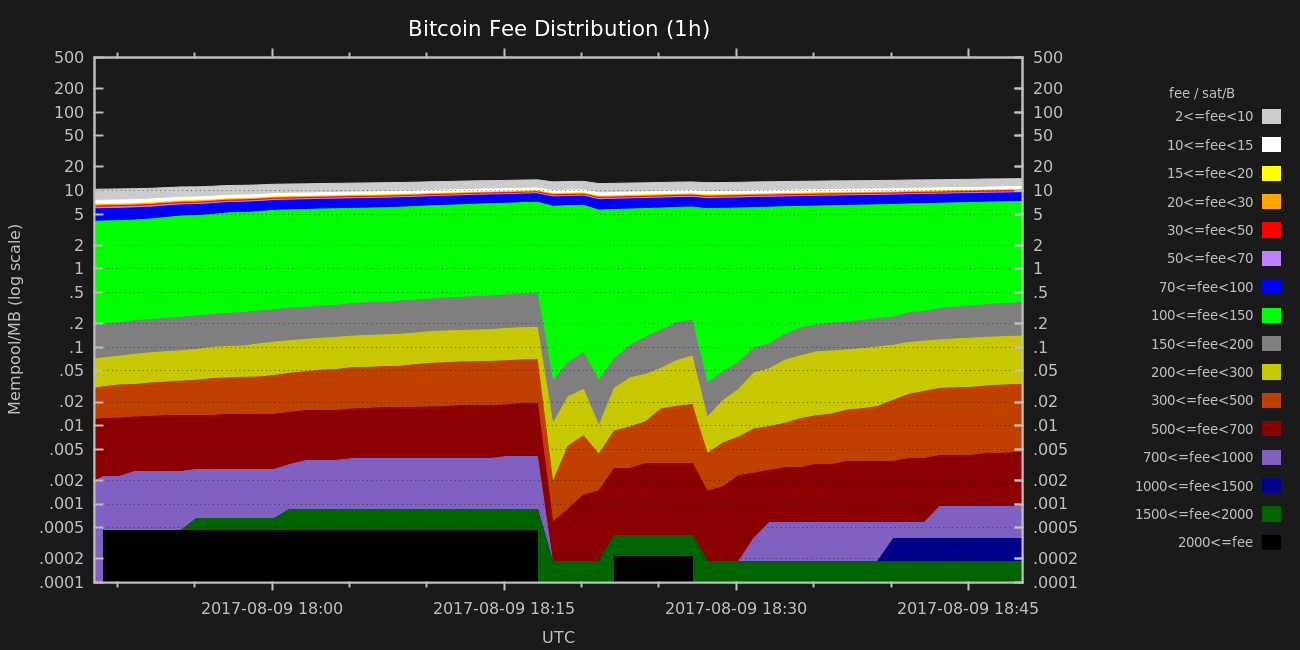 Bitcoin Fee Distribution (1h)
Mempool/MB (log scale)
500
200
100
50
20
10
5
2
1
.5
.2
.1
.05
.02
.01
.005
.002
.001
.0005
.0002
.0001
500
200
100
50
20
10
5
2
1
.5
.2
.1
.05
.02
.01
.005
.002
.001
.0005
.0002
.0001
2017-08-09 18:00
2017-08-09 18:15
2017-08-09 18:30
2017-08-09 18:45
UTC
fee / sat/B
2<=fee<10
10<=fee<15
15<=fee<20
20<=fee<30
30<=fee<50
50<=fee<70
70<=fee<100
100<=fee<150
150<=fee<200
200<=fee<300
300<=fee<500
500<=fee<700
700<=fee<1000
1000<=fee<1500
1500<=fee<2000
2000<=fee